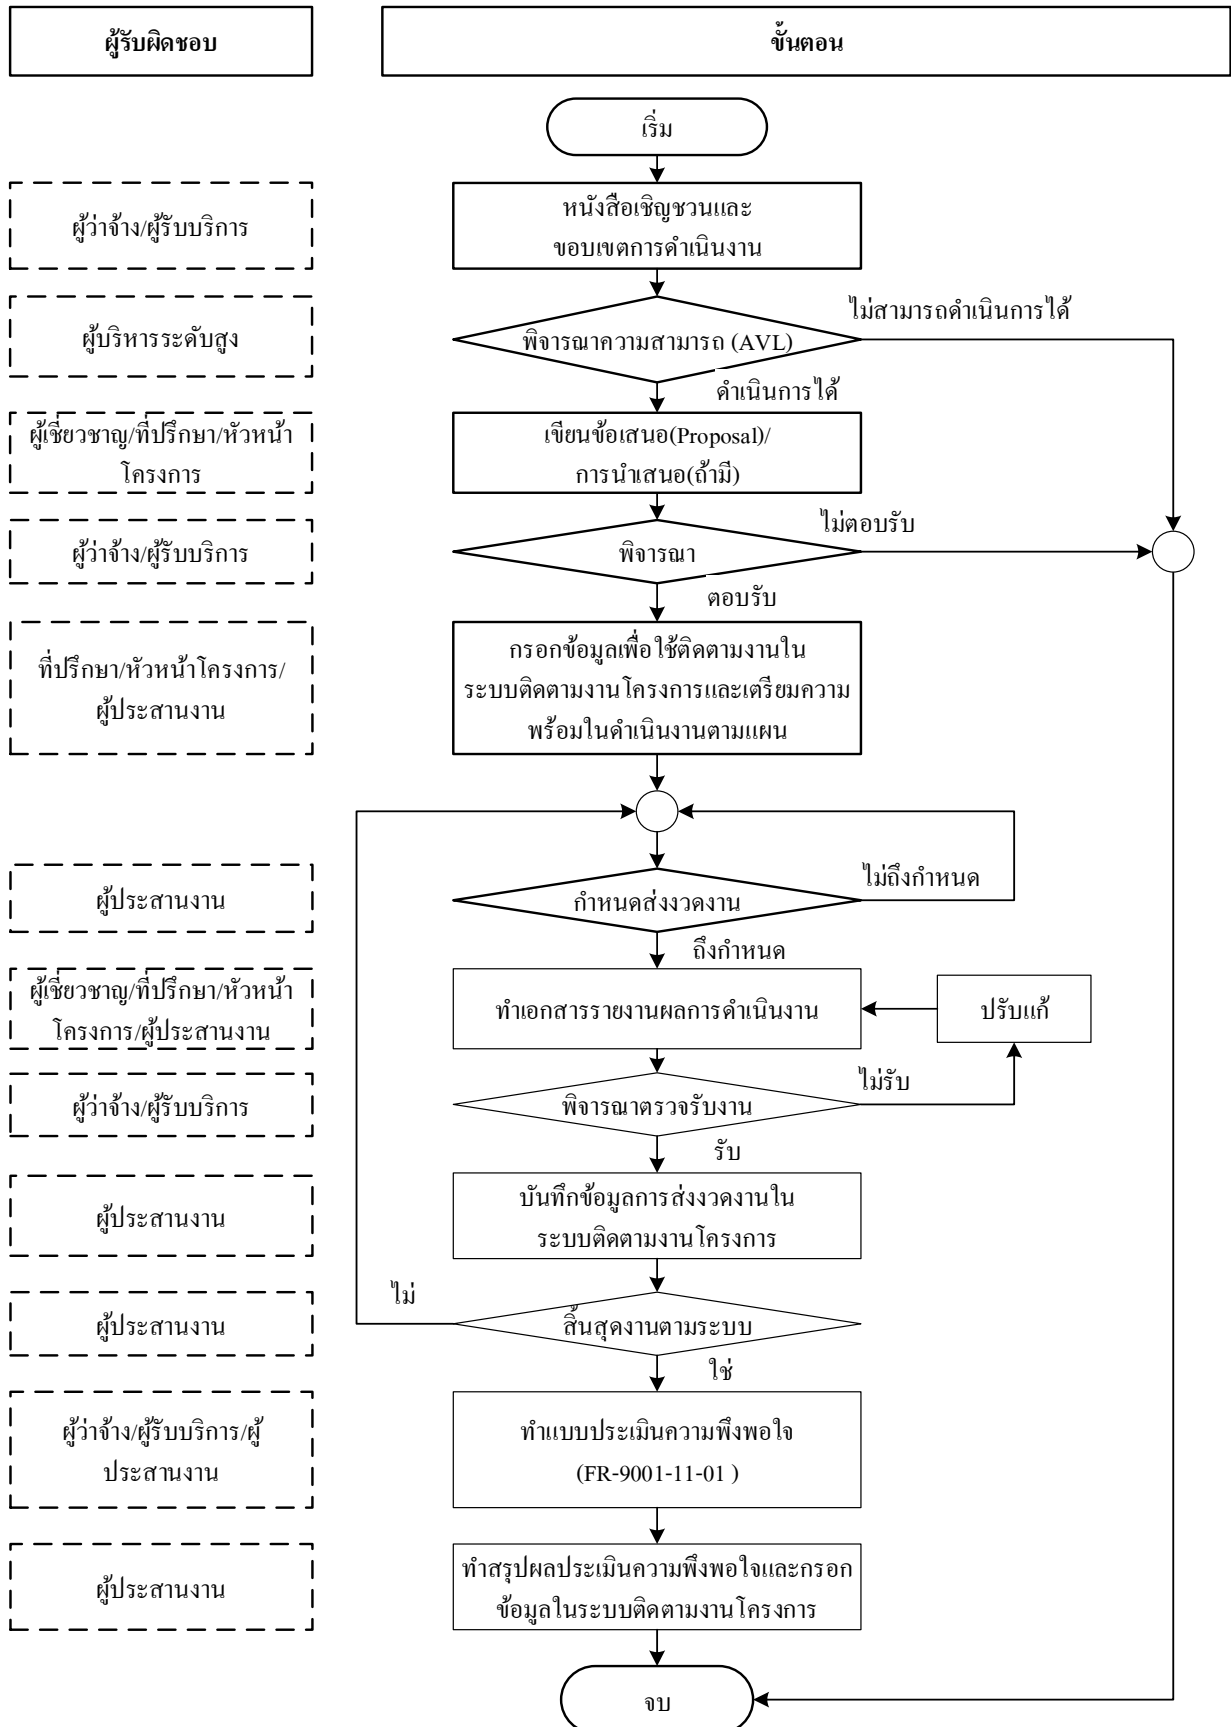 ผู้รับผิดชอบ
ขั้นตอน
เริ่ม
ผู้ว่าจ้าง/ผู้รับบริการ
หนังสือเชิญชวนและ
ขอบเขตการดำเนินงาน
ผู้บริหารระดับสูง
พิจารณาความสามารถ (AVL)
ไม่สามารถดำเนินการได้
ดำเนินการได้
ผู้เชี่ยวชาญ/ที่ปรึกษา/หัวหน้า
โครงการ
เขียนข้อเสนอ(Proposal)/
การนำเสนอ(ถ้ามี)
ผู้ว่าจ้าง/ผู้รับบริการ
พิจารณา
ไม่ตอบรับ
ตอบรับ
ที่ปรึกษา/หัวหน้าโครงการ/
ผู้ประสานงาน
กรอกข้อมูลเพื่อใช้ติดตามงานใน
ระบบติดตามงานโครงการและเตรียมความ
พร้อมในดำเนินงานตามแผน
ผู้ประสานงาน
กำหนดส่งงวดงาน
ไม่ถึงกำหนด
ถึงกำหนด
ผู้เชี่ยวชาญ/ที่ปรึกษา/หัวหน้า
โครงการ/ผู้ประสานงาน
ทำเอกสารรายงานผลการดำเนินงาน
ปรับแก้
ผู้ว่าจ้าง/ผู้รับบริการ
พิจารณาตรวจรับงาน
ไม่รับ
รับ
ผู้ประสานงาน
บันทึกข้อมูลการส่งงวดงานใน
ระบบติดตามงานโครงการ
ไม่
ผู้ประสานงาน
สิ้นสุดงานตามระบบ
ใช่
ผู้ว่าจ้าง/ผู้รับบริการ/ผู้
ประสานงาน
ทำแบบประเมินความพึงพอใจ
(FR-9001-11-01 )
ผู้ประสานงาน
ทำสรุปผลประเมินความพึงพอใจและกรอก
ข้อมูลในระบบติดตามงานโครงการ
จบ